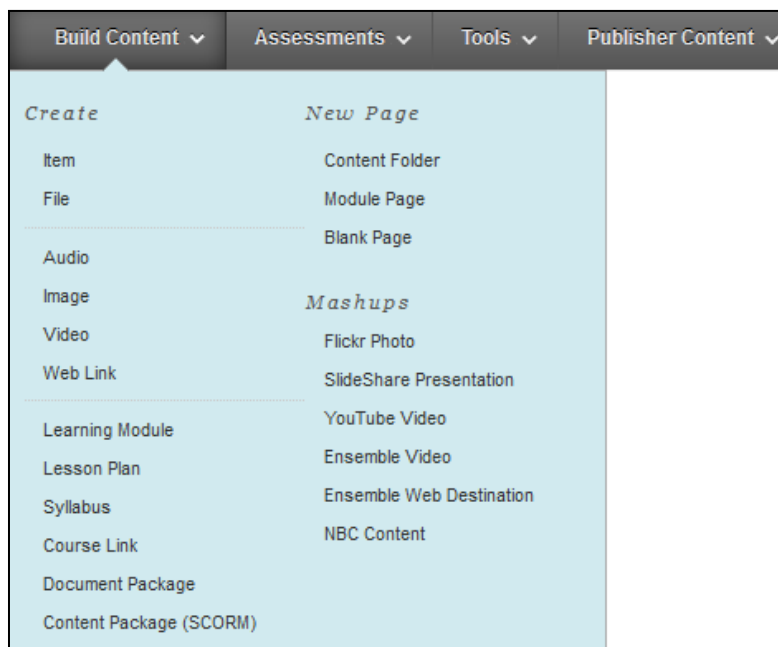 Build Content Assessments Tools Publisher Content
Create
Item
File
Audio
Image
Video
Web Link
Learning Module
Lesson Plan
Syllabus
Course Link
Document Package
Content Package (SCORM)
New Page
Content Folder
Module Page
Blank Page
Mashups
Flickr Photo
SlideShare Presentation
YouTube Video
Ensemble Video
Ensemble Web Destination
NBC Content